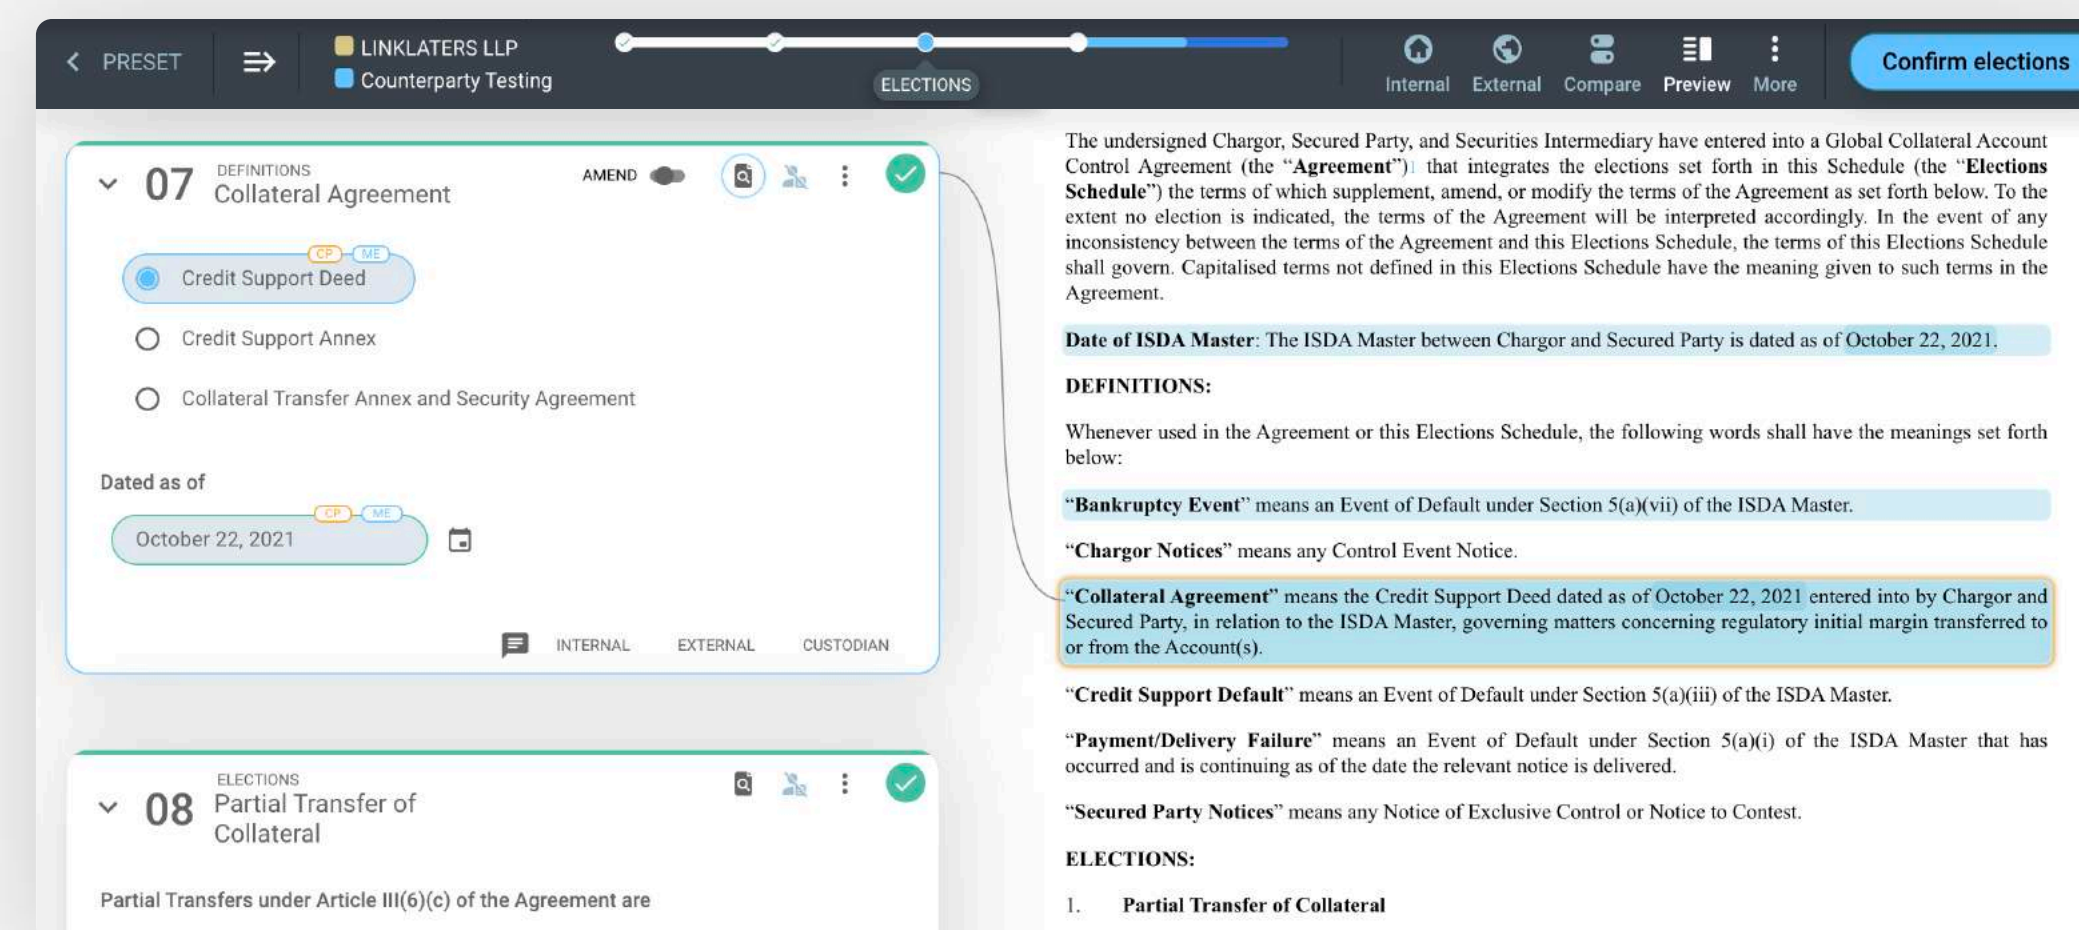 PRESET
LINKLATERS LLP
Counterparty Testing
ELECTIONS
Internal
External
Compare
Preview
More
Confirm elections
07
DEFINITIONS
Collateral Agreement
AMEND
CP
ME
Credit Support Deed
Credit Support Annex
Collateral Transfer Annex and Security Agreement
Dated as of
CP
ME
October 22, 2021
INTERNAL
EXTERNAL
CUSTODIAN
08
ELECTIONS
Partial Transfer of
Collateral
Partial Transfers under Article III(6)(c) of the Agreement are
The undersigned Chargor, Secured Party, and Securities Intermediary have entered into a Global Collateral Account
Control Agreement (the “Agreement”)1 that integrates the elections set forth in this Schedule (the “Elections
Schedule”) the terms of which supplement, amend, or modify the terms of the Agreement as set forth below. To the
extent no election is indicated, the terms of the Agreement will be interpreted accordingly. In the event of any
inconsistency between the terms of the Agreement and this Elections Schedule, the terms of this Elections Schedule
shall govern. Capitalised terms not defined in this Elections Schedule have the meaning given to such terms in the
Agreement.
Date of ISDA Master: The ISDA Master between Chargor and Secured Party is dated as of October 22, 2021.
DEFINITIONS:
Whenever used in the Agreement or this Elections Schedule, the following words shall have the meanings set forth
below:
“Bankruptcy Event” means an Event of Default under Section 5(a)(vii) of the ISDA Master.
“Chargor Notices” means any Control Event Notice.
“Collateral Agreement” means the Credit Support Deed dated as of October 22, 2021 entered into by Chargor and
Secured Party, in relation to the ISDA Master, governing matters concerning regulatory initial margin transferred to
or from the Account(s).
“Credit Support Default” means an Event of Default under Section 5(a)(iii) of the ISDA Master.
“Payment/Delivery Failure” means an Event of Default under Section 5(a)(i) of the ISDA Master that has
occurred and is continuing as of the date the relevant notice is delivered.
“Secured Party Notices” means any Notice of Exclusive Control or Notice to Contest.
ELECTIONS:
1. Partial Transfer of Collateral